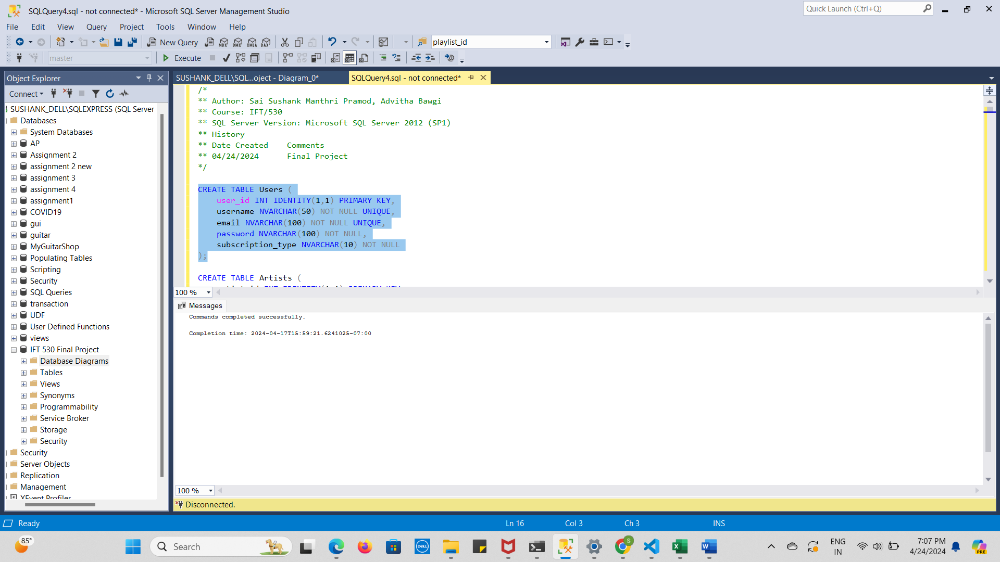 SQLQuery4.sql - not connected* - Microsoft SQL Server Management Studio
Quick Launch (Ctrl+Q)
File Edit View Query Project Tools Window Help
New Query MDX DMX XMLA DAX playlist_id
master Execute
Object Explorer
Connect
SUSHANK_DELL\SQLEXPRESS (SQL Server
Databases
System Databases
AP
Assignment 2
assignment 2 new
assignment 3
assignment 4
assignment1
COVID19
gui
guitar
MyGuitarShop
Populating Tables
Scripting
Security
SQL Queries
transaction
UDF
User Defined Functions
views
IFT 530 Final Project
Database Diagrams
Tables
Views
Synonyms
Programmability
Service Broker
Storage
Security
Security
Server Objects
Replication
Management
XEvent Profiler
SUSHANK_DELL\SQL...oject - Diagram_0*
SQLQuery4.sql - not connected*
/*
** Author: Sai Sushank Manthri Pramod, Advitha Bawgi
** Course: IFT/530
** SQL Server Version: Microsoft SQL Server 2012 (SP1)
** History
** Date Created    Comments
** 04/24/2024      Final Project
*/
CREATE TABLE Users (
user_id INT IDENTITY(1,1) PRIMARY KEY,
username NVARCHAR(50) NOT NULL UNIQUE,
email NVARCHAR(100) NOT NULL UNIQUE,
password NVARCHAR(100) NOT NULL,
subscription_type NVARCHAR(10) NOT NULL
);
CREATE TABLE Artists (
100 %
Messages
Commands completed successfully.
Completion time: 2024-04-17T15:59:21.6241025-07:00
100 %
Disconnected.
Ready Ln 16 Col 3 Ch 3 INS
85°
Search
DELL
S
ENG
IN
7:07 PM
4/24/2024
PRE